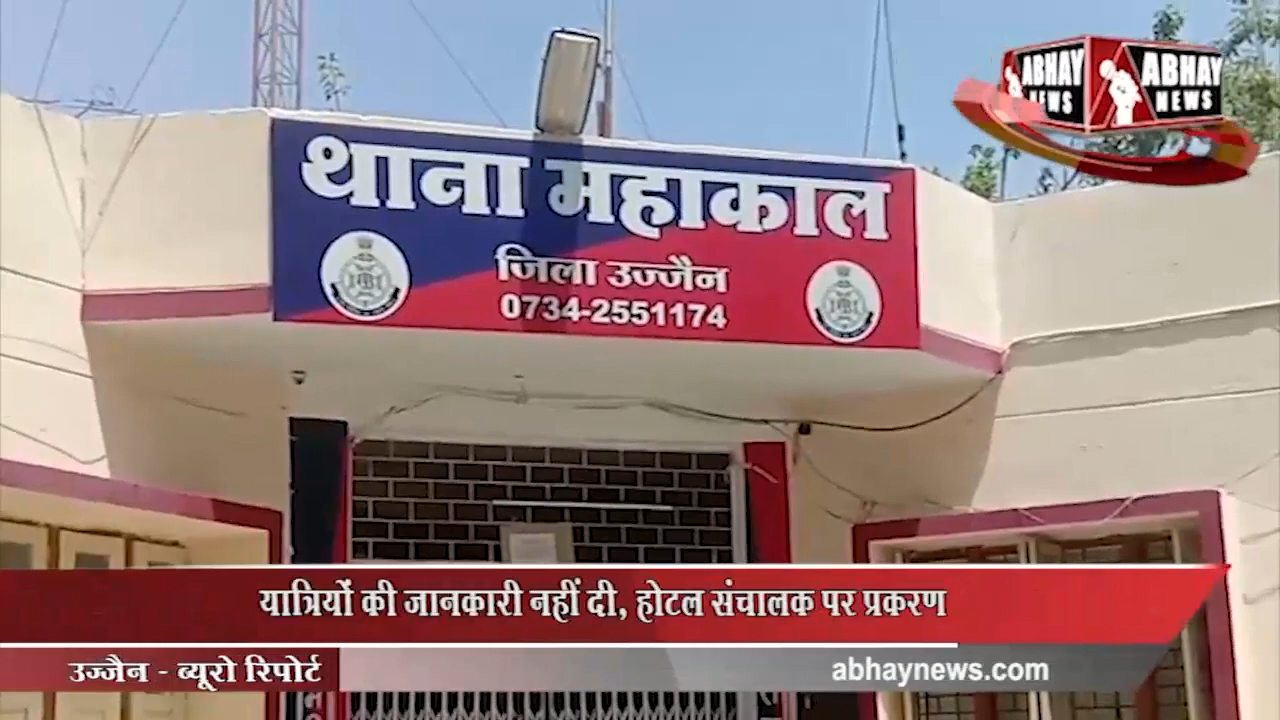 ABHAY NEWS
ABHAY NEWS
थाना महाकाल
जिला उज्जैन
0734-2551174
यात्रियों की जानकारी नहीं दी, होटल संचालक पर प्रकरण
उज्जैन - ब्यूरो रिपोर्ट
abhaynews.com